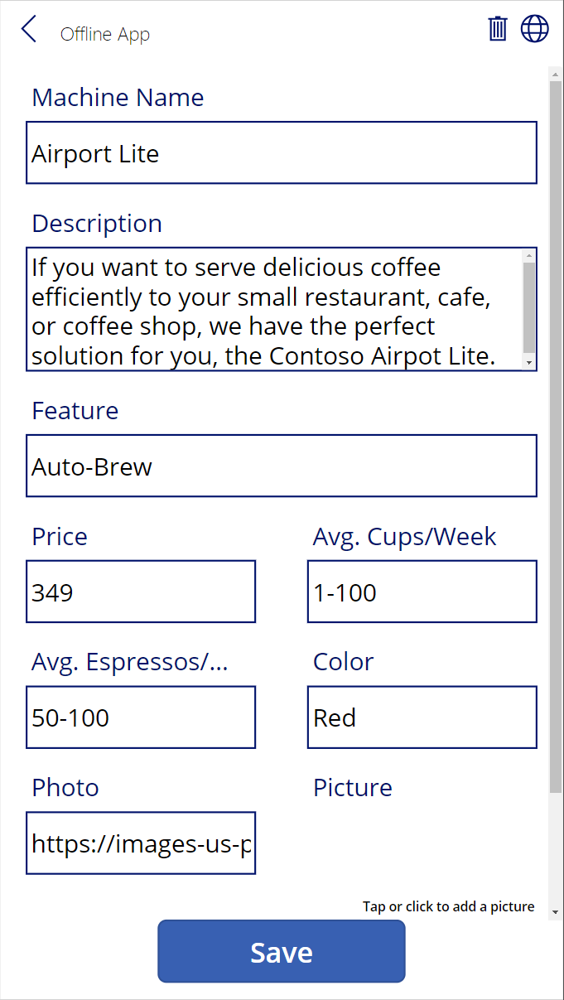 Offline App
Machine Name
Airport Lite
Description
If you want to serve delicious coffee
efficiently to your small restaurant, cafe,
or coffee shop, we have the perfect
solution for you, the Contoso Airpot Lite.
Feature
Auto-Brew
Price
Avg. Cups/Week
349
1-100
Avg. Espressos/...
Color
50-100
Red
Photo
Picture
https://images-us-p
Tap or click to add a picture
Save